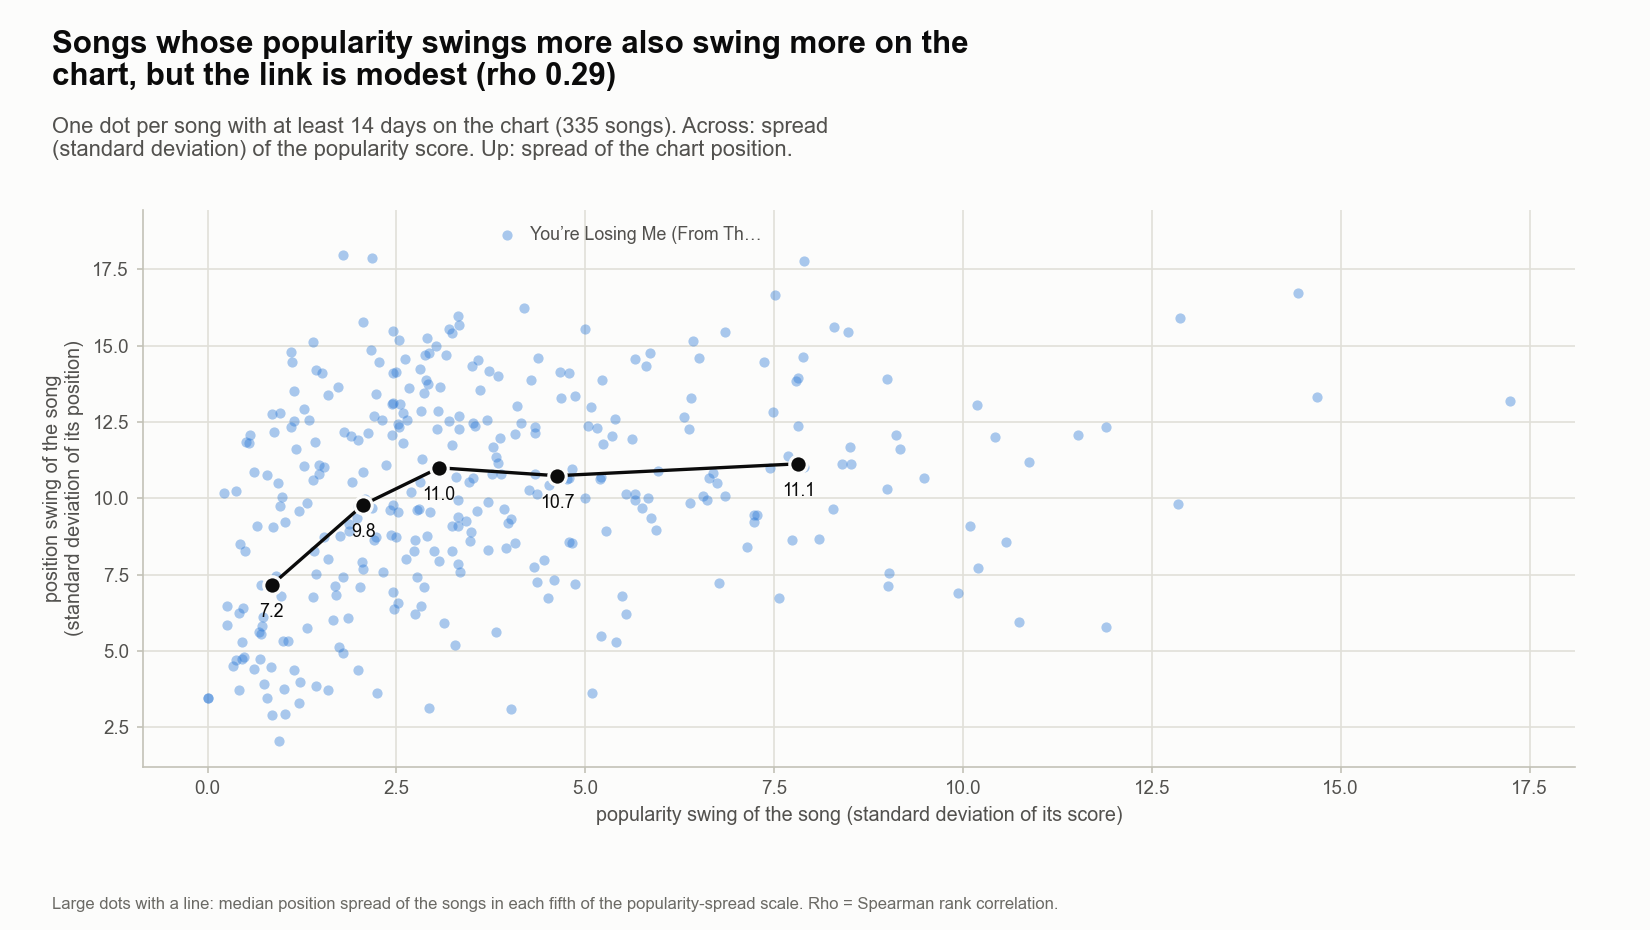 Songs whose popularity swings more also swing more on the
chart, but the link is modest (rho 0.29)
One dot per song with at least 14 days on the chart (335 songs). Across: spread
(standard deviation) of the popularity score. Up: spread of the chart position.
position swing of the song
(standard deviation of its position)
17.5
15.0
12.5
10.0
7.5
5.0
2.5
You’re Losing Me (From Th…
7.2
9.8
11.0
10.7
11.1
0.0
2.5
5.0
7.5
10.0
12.5
15.0
17.5
popularity swing of the song (standard deviation of its score)
Large dots with a line: median position spread of the songs in each fifth of the popularity-spread scale. Rho = Spearman rank correlation.